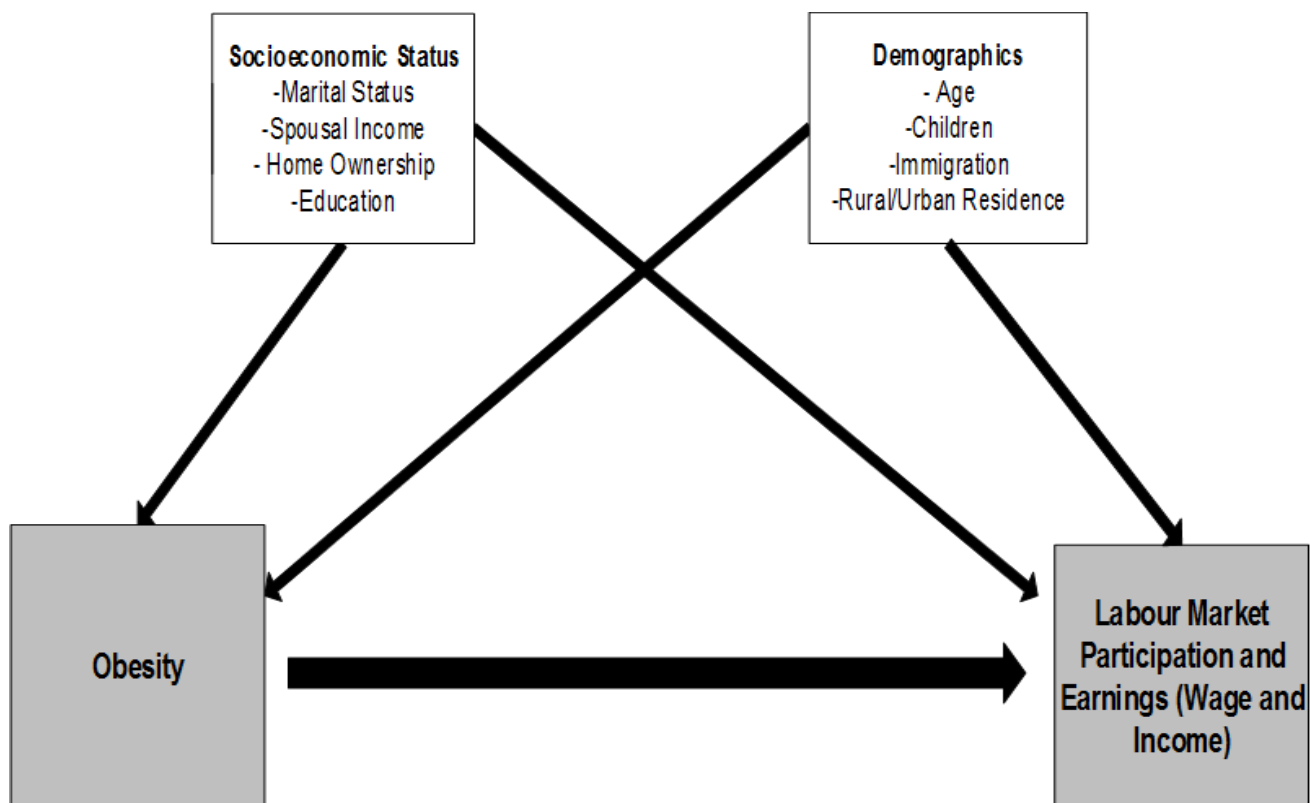 Socioeconomic Status
-Marital Status
-Spousal Income
- Home Ownership
-Education
Demographics
- Age
-Children
-Immigration
-Rural/Urban Residence
Obesity
Labour Market
Participation and
Earnings (Wage and
Income)